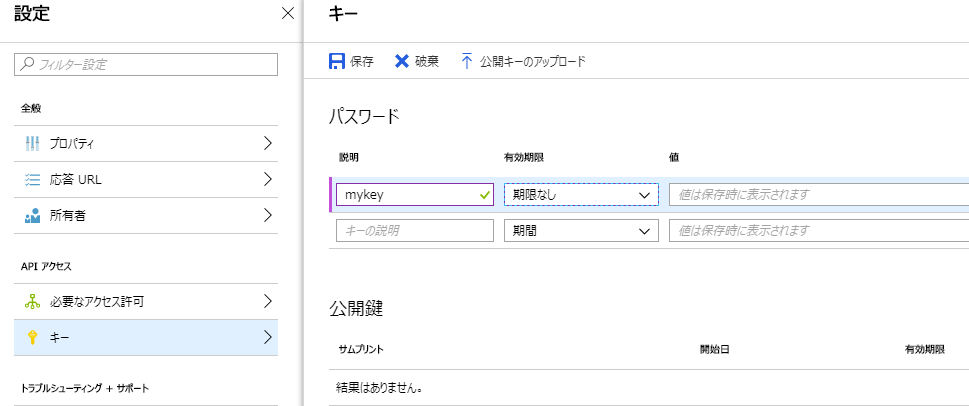 設定
フィルター設定
全般
プロパティ
応答 URL
所有者
API アクセス
必要なアクセス許可
キー
トラブルシューティング + サポート
キー
保存 破棄 公開キーのアップロード
パスワード
説明 有効期限 値
mykey 期限なし 値は保存時に表示されます
キーの説明 期間 値は保存時に表示されます
公開鍵
サムプリント 開始日 有効期限
結果はありません。